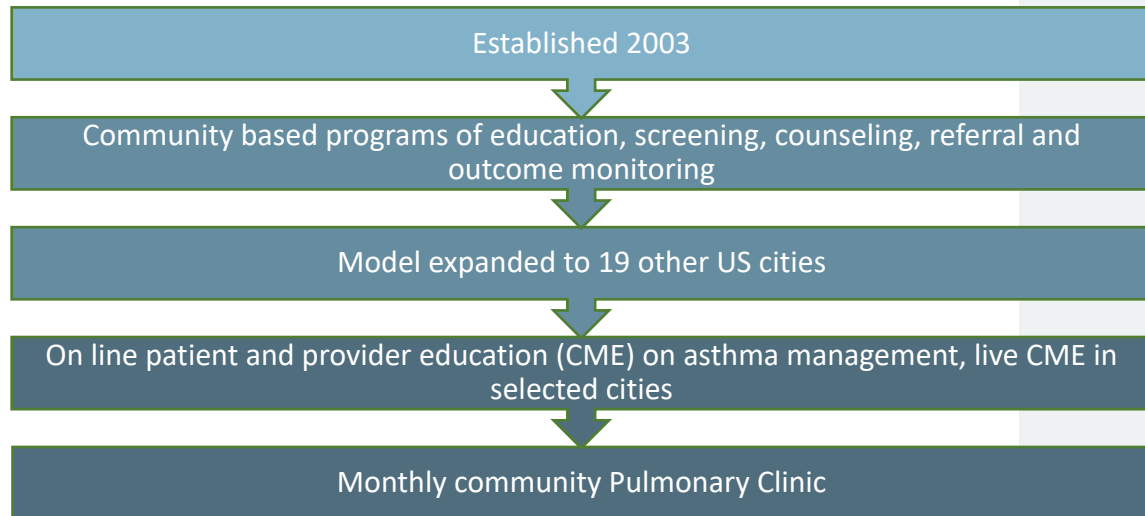 Established 2003
Community based programs of education, screening, counseling, referral and
outcome monitoring
Model expanded to 19 other US cities
On line patient and provider education (CME) on asthma management, live CME in
selected cities
Monthly community Pulmonary Clinic